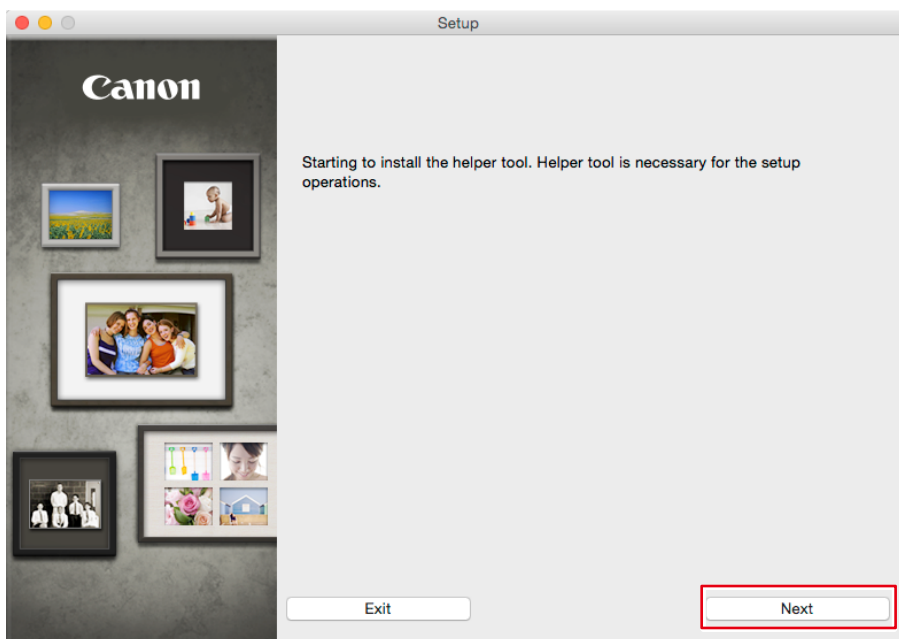 Setup
Canon
Starting to install the helper tool. Helper tool is necessary for the setup
operations.
Exit
Next